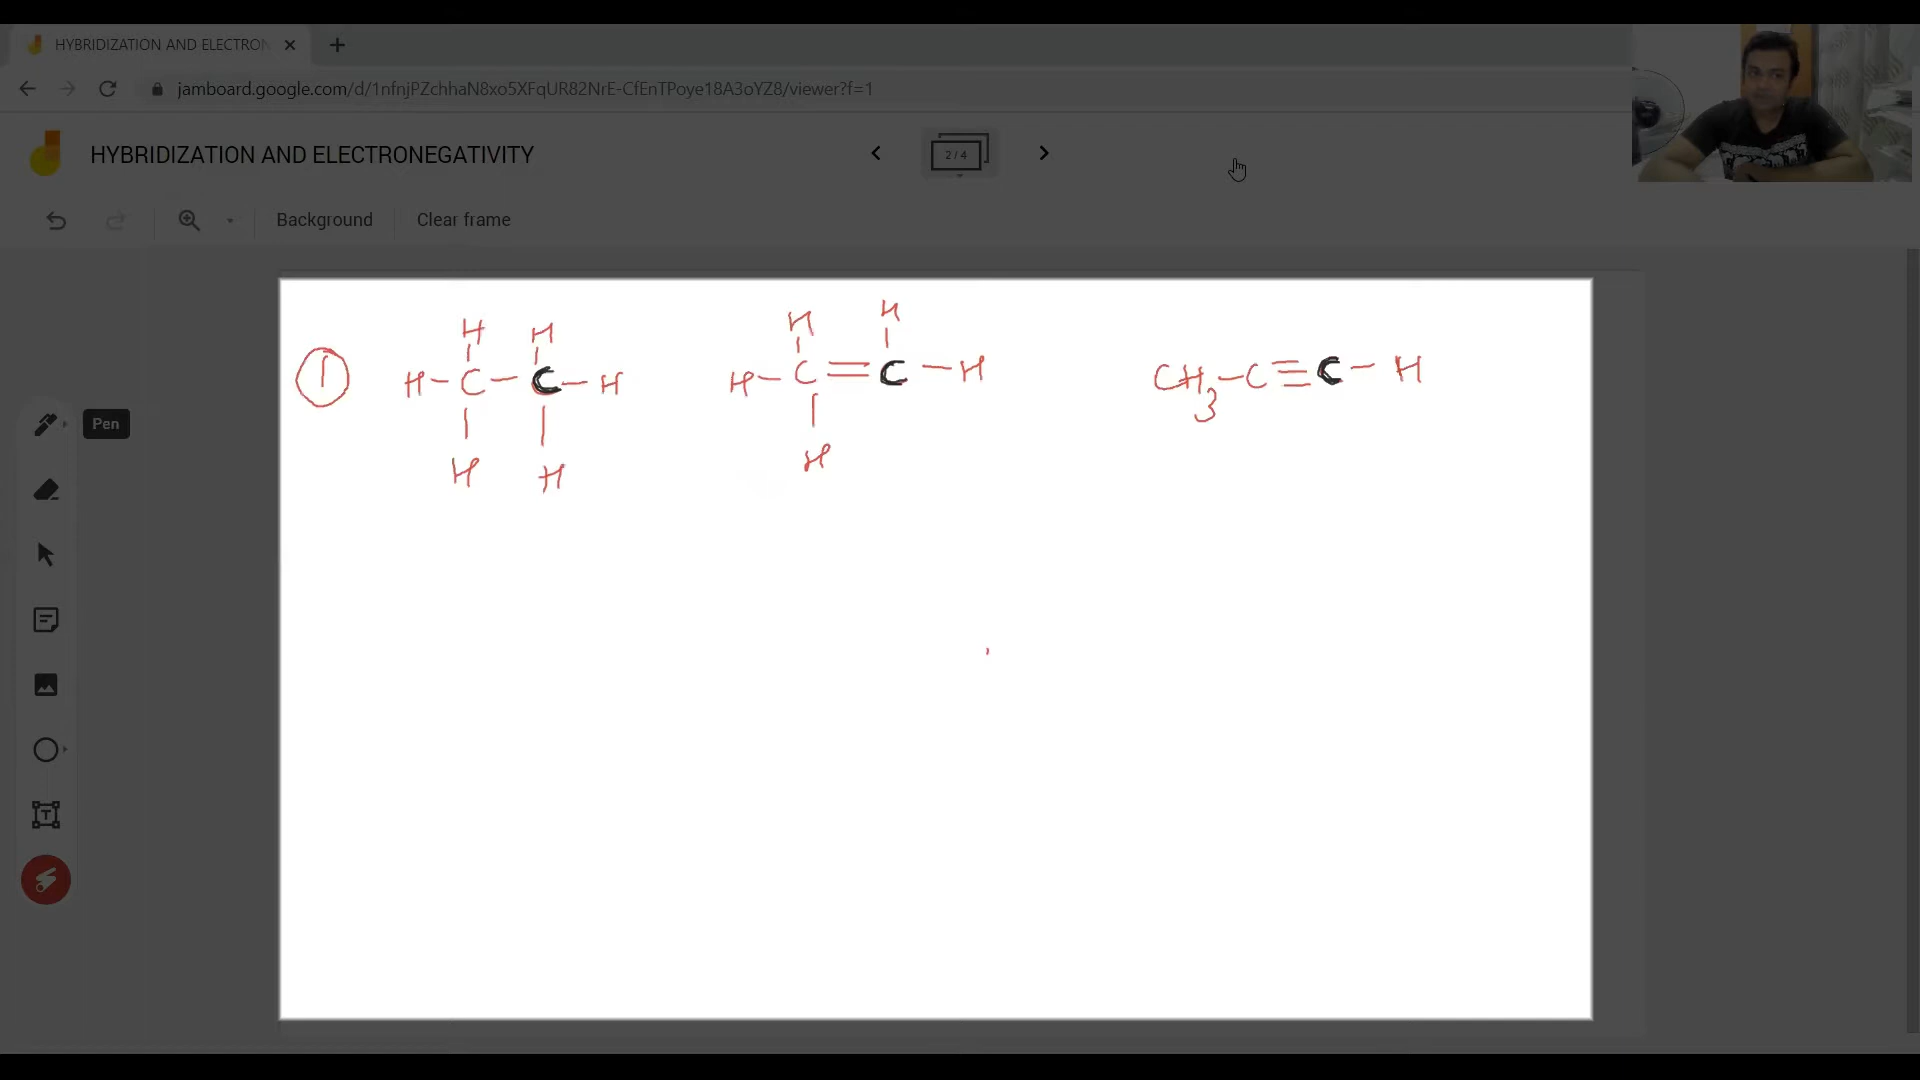 HYBRIDIZATION AND ELECTRON
jamboard.google.com/d/1nfnjPZchhaN8xo5XFqUR82NrE-CfEnTPoye18A3oYZ8/viewer?f=1
HYBRIDIZATION AND ELECTRONEGATIVITY
2/4
Background Clear frame
Pen
H H H H
1 H-C-C-H H-C=C-H CH3-C≡C-H
H H H